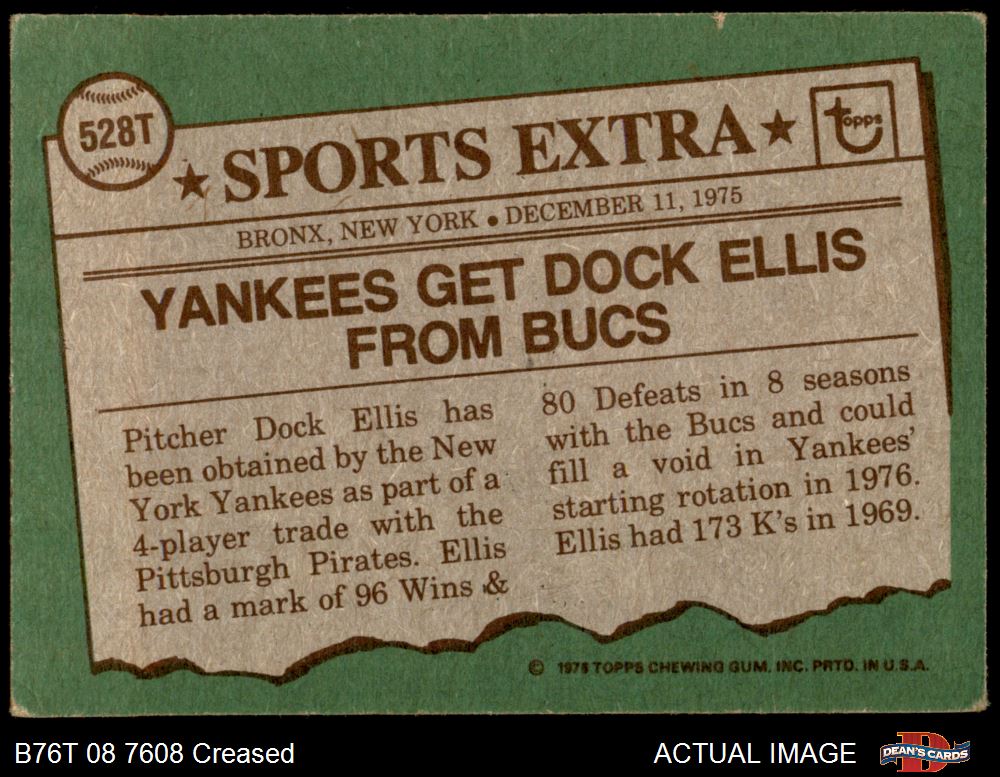 528T
★ SPORTS EXTRA ★
Topps
BRONX, NEW YORK • DECEMBER 11, 1975
YANKEES GET DOCK ELLIS
FROM BUCS
Pitcher Dock Ellis has
been obtained by the New
York Yankees as part of a
4-player trade with the
Pittsburgh Pirates. Ellis
had a mark of 96 Wins &
80 Defeats in 8 seasons
with the Bucs and could
fill a void in Yankees'
starting rotation in 1976.
Ellis had 173 K's in 1969.
© 1976 TOPPS CHEWING GUM, INC. PRTD. IN U.S.A.
B76T 08 7608 Creased
ACTUAL IMAGE
D
DEAN'S CARDS